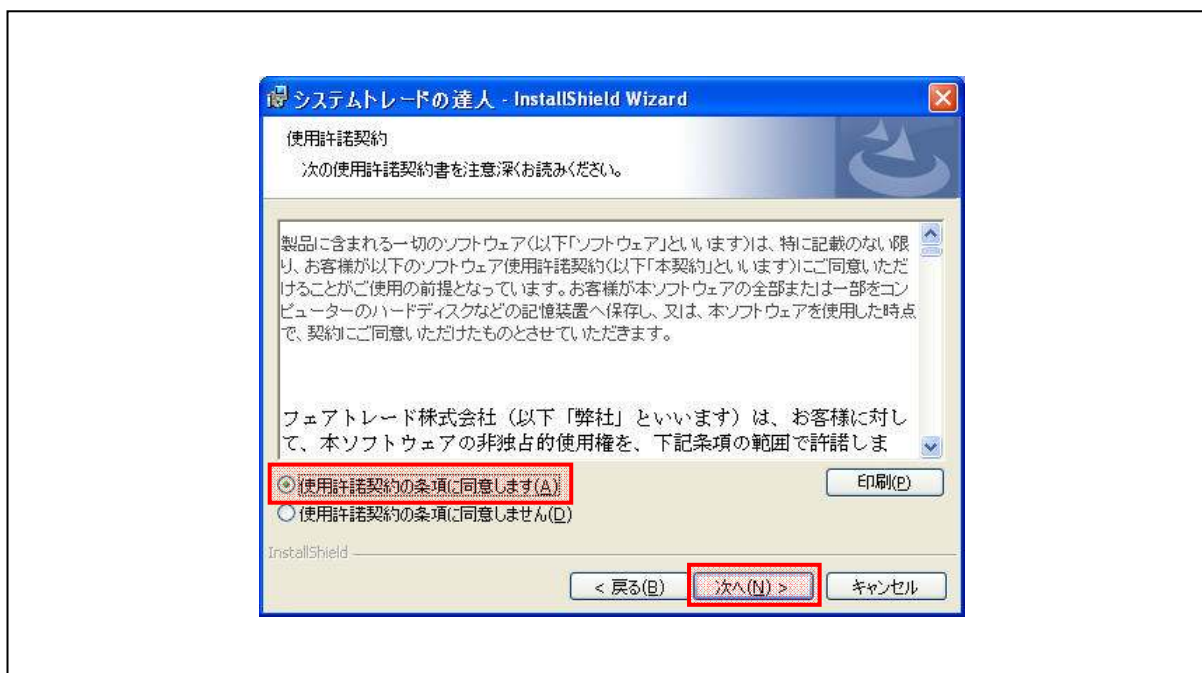 システムトレードの達人 - InstallShield Wizard
使用許諾契約
次の使用許諾契約書を注意深くお読みください。
製品に含まれる一切のソフトウェア(以下「ソフトウェア」といいます)は、特に記載のない限
り、お客様が以下のソフトウェア使用許諾契約(以下「本契約」といいます)にご同意いただ
けることがご使用の前提となっています。お客様が本ソフトウェアの全部または一部をコン
ピューターのハードディスクなどの記憶装置へ保存し、又は、本ソフトウェアを使用した時点
で、契約にご同意いただけたものとさせていただきます。
フェアトレード株式会社（以下「弊社」といいます）は、お客様に対し
て、本ソフトウェアの非独占的使用権を、下記条項の範囲で許諾しま
使用許諾契約の条項に同意します(A)
印刷(P)
使用許諾契約の条項に同意しません(D)
InstallShield
< 戻る(B) 次へ(N) > キャンセル